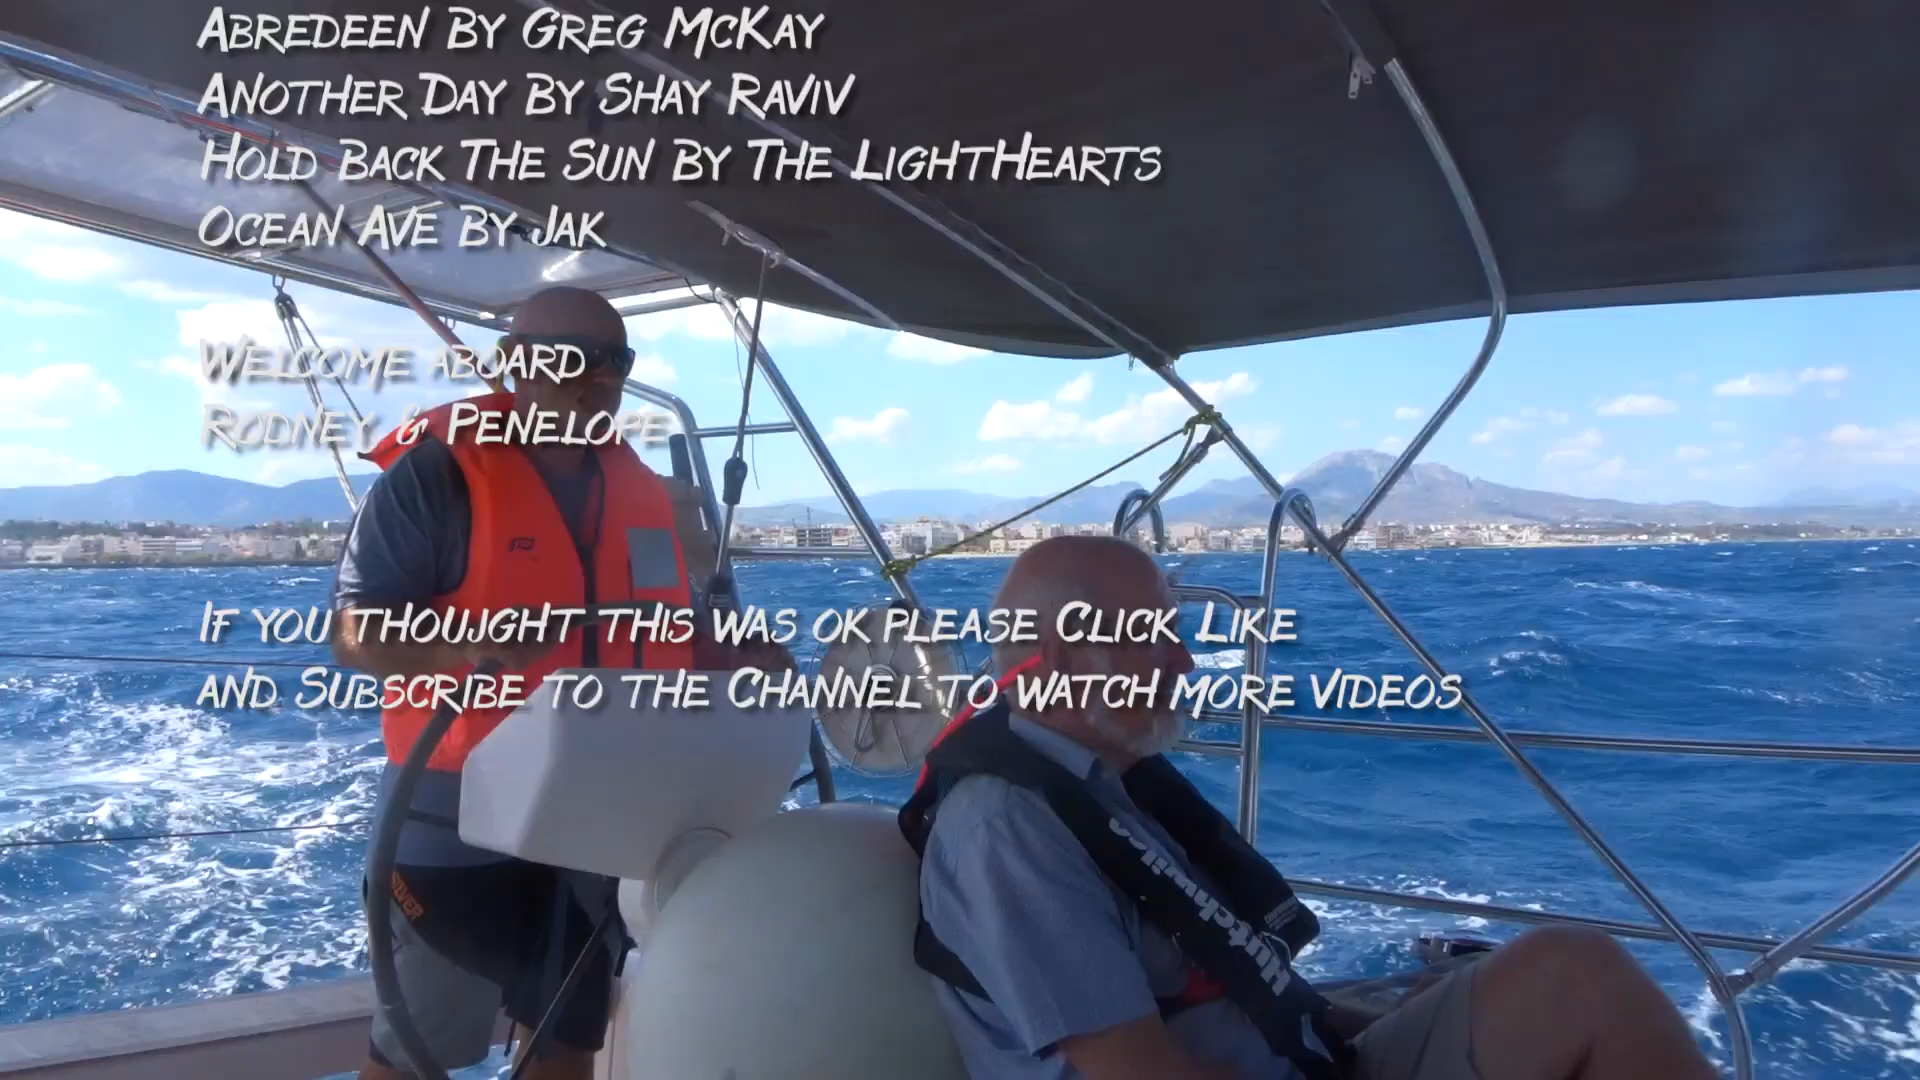 Abredeen by Greg McKay
Another Day by Shay Raviv
Hold Back The Sun by The LightHearts
Ocean Ave by Jak
Welcome aboard
Rodney & Penelope
If you thoujght this was ok please Click Like
and Subscribe to the Channel to watch more videos
Hutchwilco